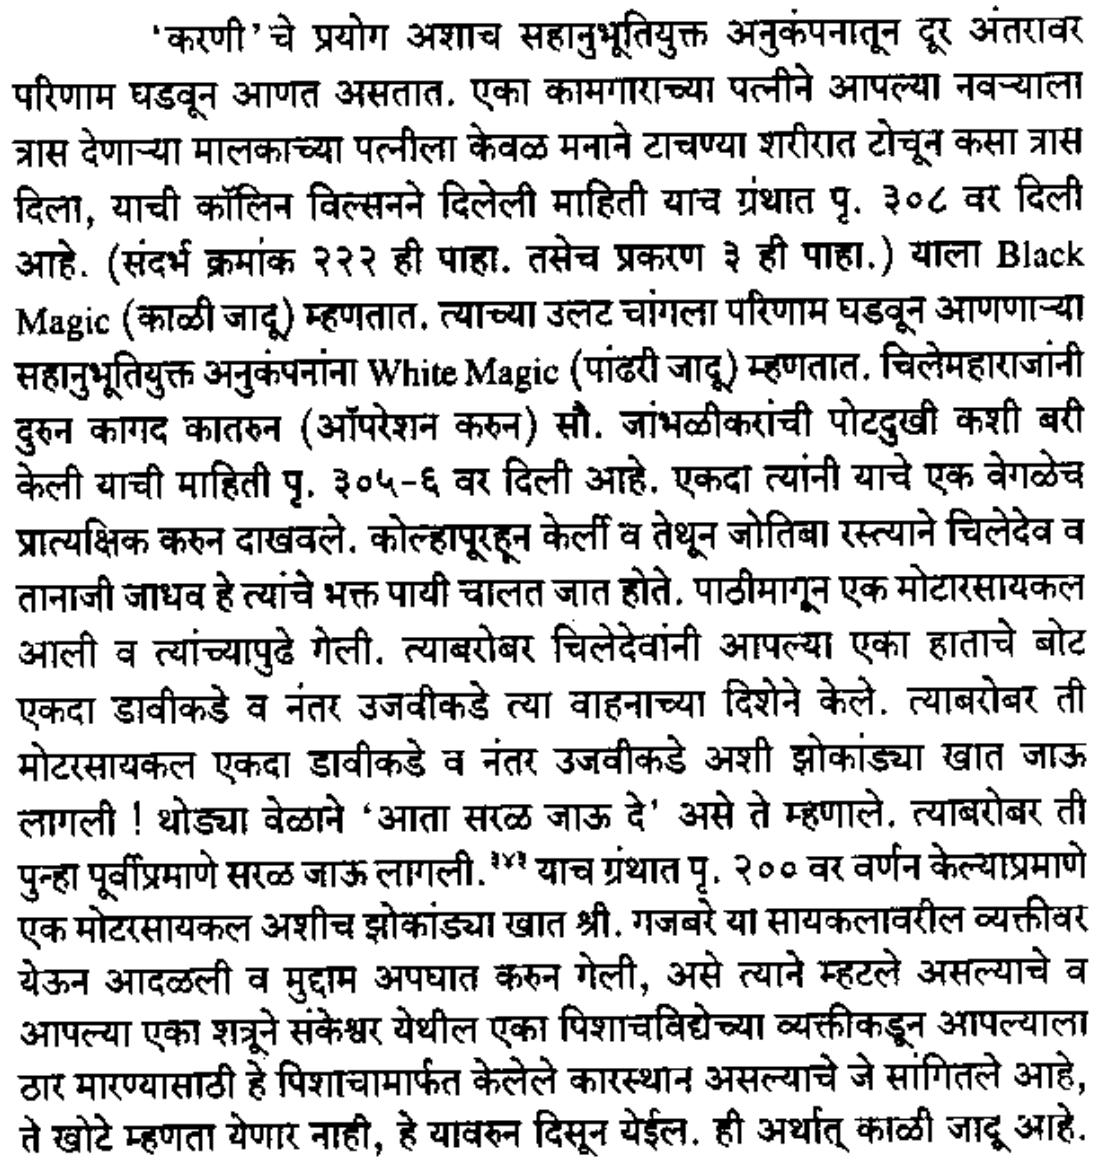 'करणी'चे प्रयोग अशाच सहानुभूतियुक्त अनुकंपनातून दूर अंतरावर
परिणाम घडवून आणत असतात. एका कामगाराच्या पत्नीने आपल्या नवऱ्याला
त्रास देणाऱ्या मालकाच्या पत्नीला केवळ मनाने टाचण्या शरीरात टोचून कसा त्रास
दिला, याची कॉलिन विल्सनने दिलेली माहिती याच ग्रंथात पृ. ३०८ वर दिली
आहे. (संदर्भ क्रमांक २२२ ही पाहा. तसेच प्रकरण ३ ही पाहा.) याला Black
Magic (काळी जादू) म्हणतात. त्याच्या उलट चांगला परिणाम घडवून आणणाऱ्या
सहानुभूतियुक्त अनुकंपनांना White Magic (पांढरी जादू) म्हणतात. चिलेमहाराजांनी
दुरुन कागद कातरुन (ऑपरेशन करुन) सौ. जांभळीकरांची पोटदुखी कशी बरी
केली याची माहिती पृ. ३०५-६ वर दिली आहे. एकदा त्यांनी याचे एक वेगळेच
प्रात्यक्षिक करुन दाखवले. कोल्हापूरहून केर्ली व तेथून जोतिबा रस्त्याने चिलेदेव व
तानाजी जाधव हे त्यांचे भक्त पायी चालत जात होते. पाठीमागून एक मोटारसायकल
आली व त्यांच्यापुढे गेली. त्याबरोबर चिलेदेवांनी आपल्या एका हाताचे बोट
एकदा डावीकडे व नंतर उजवीकडे त्या वाहनाच्या दिशेने केले. त्याबरोबर ती
मोटरसायकल एकदा डावीकडे व नंतर उजवीकडे अशी झोकांड्या खात जाऊ
लागली ! थोड्या वेळाने 'आता सरळ जाऊ दे' असे ते म्हणाले. त्याबरोबर ती
पुन्हा पूर्वीप्रमाणे सरळ जाऊ लागली.³⁴³ याच ग्रंथात पृ. २०० वर वर्णन केल्याप्रमाणे
एक मोटरसायकल अशीच झोकांड्या खात श्री. गजबरे या सायकलावरील व्यक्तीवर
येऊन आदळली व मुद्दाम अपघात करुन गेली, असे त्याने म्हटले असल्याचे व
आपल्या एका शत्रूने संकेश्वर येथील एका पिशाचविद्येच्या व्यक्तीकडून आपल्याला
ठार मारण्यासाठी हे पिशाचामार्फत केलेले कारस्थान असल्याचे जे सांगितले आहे,
ते खोटे म्हणता येणार नाही, हे यावरुन दिसून येईल. ही अर्थात् काळी जादू आहे.